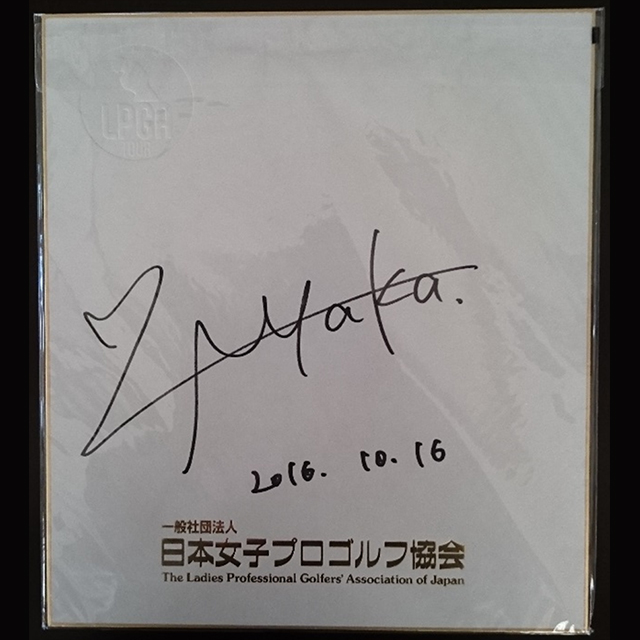 LPGA
TOUR
2016. 10. 16
一般社団法人
日本女子プロゴルフ協会
The Ladies Professional Golfers' Association of Japan